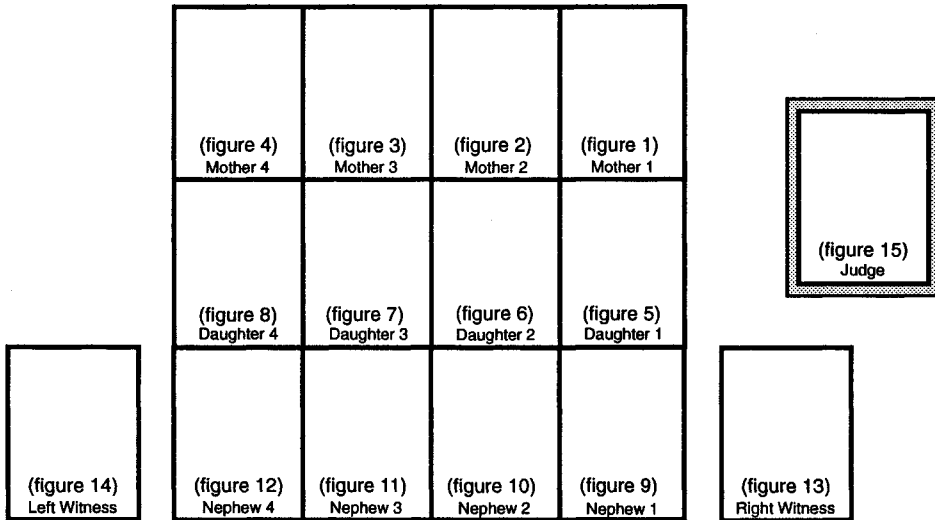 (figure 4)
Mother 4
(figure 3)
Mother 3
(figure 2)
Mother 2
(figure 1)
Mother 1
(figure 15)
Judge
(figure 8)
Daughter 4
(figure 7)
Daughter 3
(figure 6)
Daughter 2
(figure 5)
Daughter 1
(figure 14)
Left Witness
(figure 12)
Nephew 4
(figure 11)
Nephew 3
(figure 10)
Nephew 2
(figure 9)
Nephew 1
(figure 13)
Right Witness